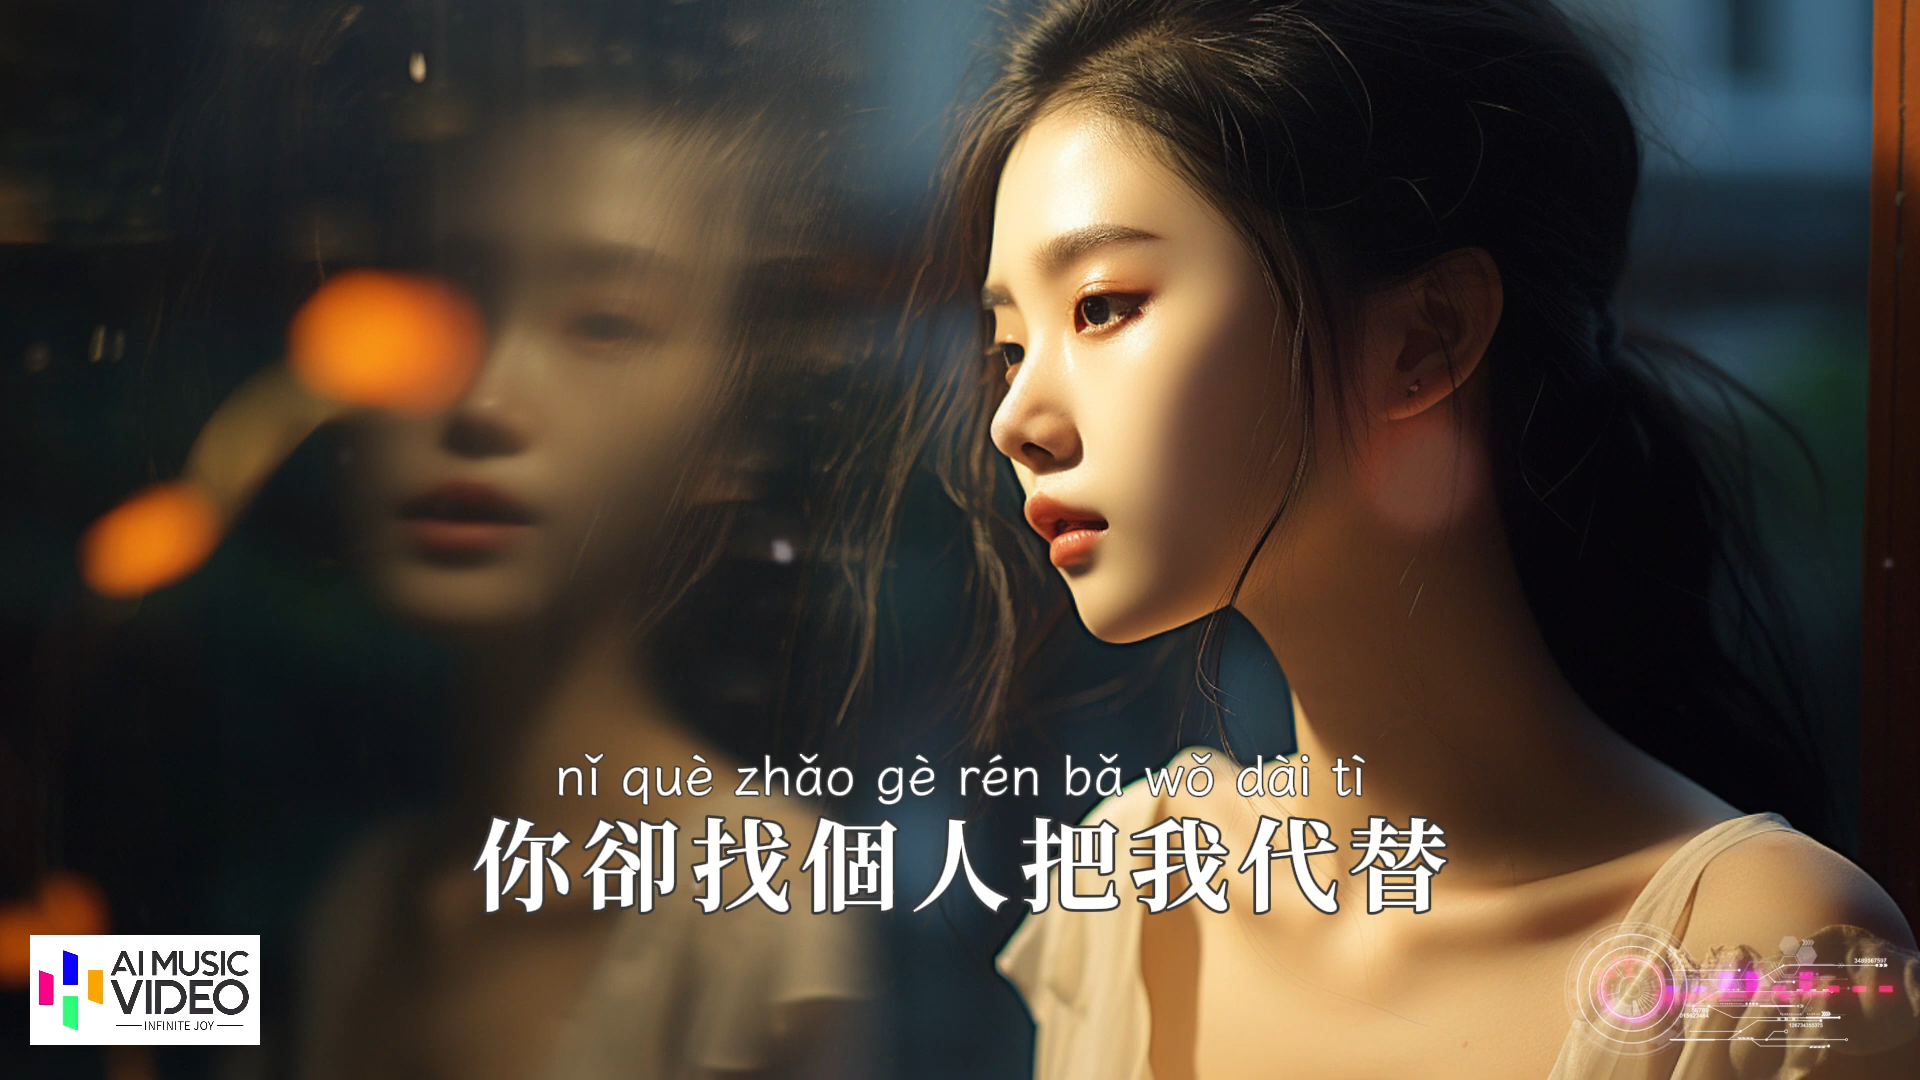 nǐ què zhǎo gè rén bǎ wǒ dài tì
你卻找個人把我代替
AI MUSIC
VIDEO
INFINITE JOY